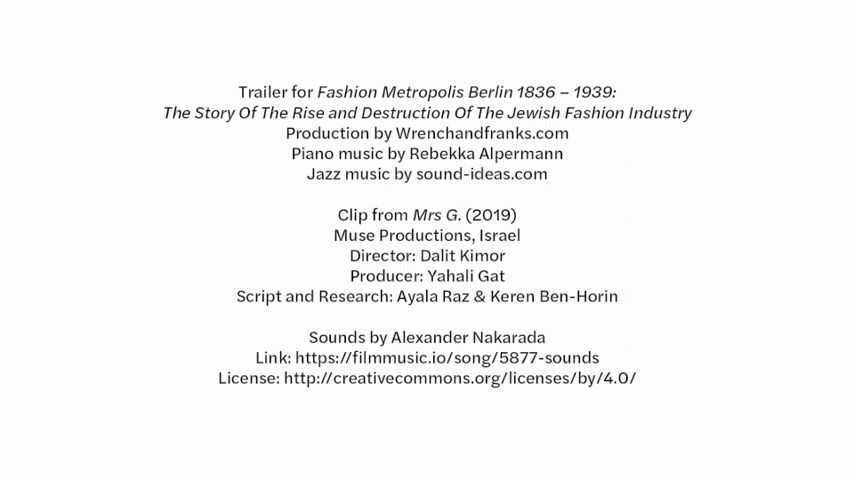 Trailer for Fashion Metropolis Berlin 1836 – 1939:
The Story Of The Rise and Destruction Of The Jewish Fashion Industry
Production by Wrenchandfranks.com
Piano music by Rebekka Alpermann
Jazz music by sound-ideas.com
Clip from Mrs G. (2019)
Muse Productions, Israel
Director: Dalit Kimor
Producer: Yahali Gat
Script and Research: Ayala Raz & Keren Ben-Horin
Sounds by Alexander Nakarada
Link: https://filmmusic.io/song/5877-sounds
License: http://creativecommons.org/licenses/by/4.0/